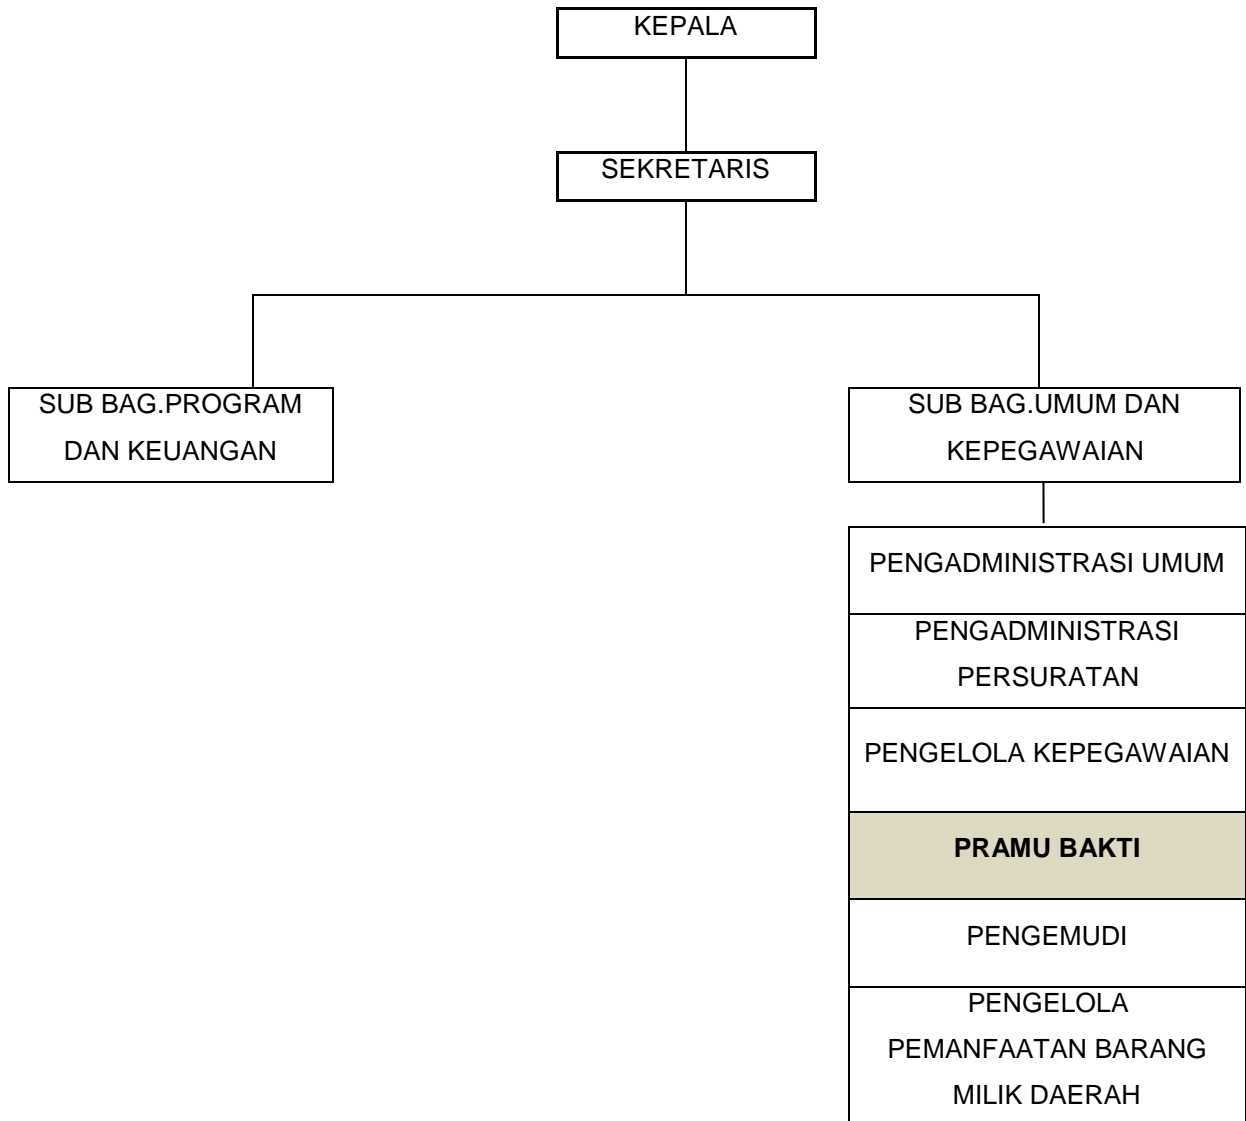 KEPALA
SEKRETARIS
SUB BAG.PROGRAM
DAN KEUANGAN
SUB BAG.UMUM DAN
KEPEGAWAIAN
PENGADMINISTRASI UMUM
PENGADMINISTRASI
PERSURATAN
PENGELOLA KEPEGAWAIAN
PRAMU BAKTI
PENGEMUDI
PENGELOLA
PEMANFAATAN BARANG
MILIK DAERAH